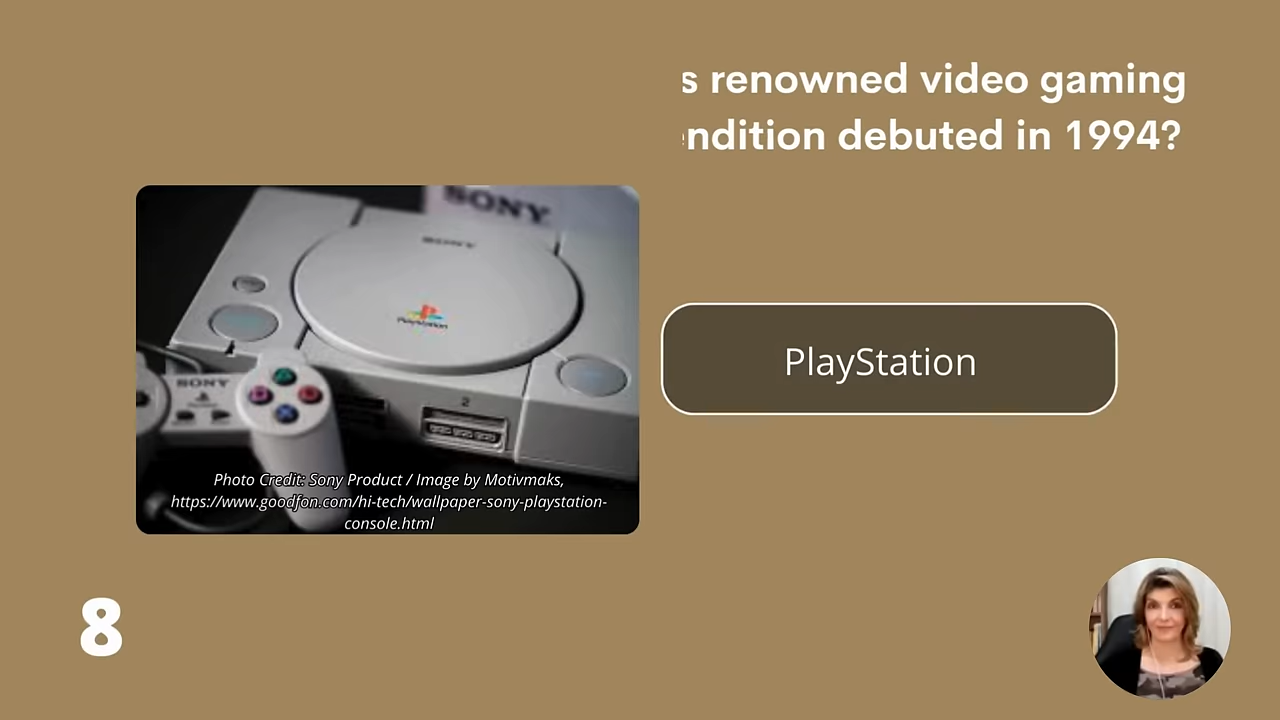 s renowned video gaming
ndition debuted in 1994?
SONY
SONY
PlayStation
SONY
2
PlayStation
Photo Credit: Sony Product / Image by Motivmaks,
https://www.goodfon.com/hi-tech/wallpaper-sony-playstation-
console.html
8